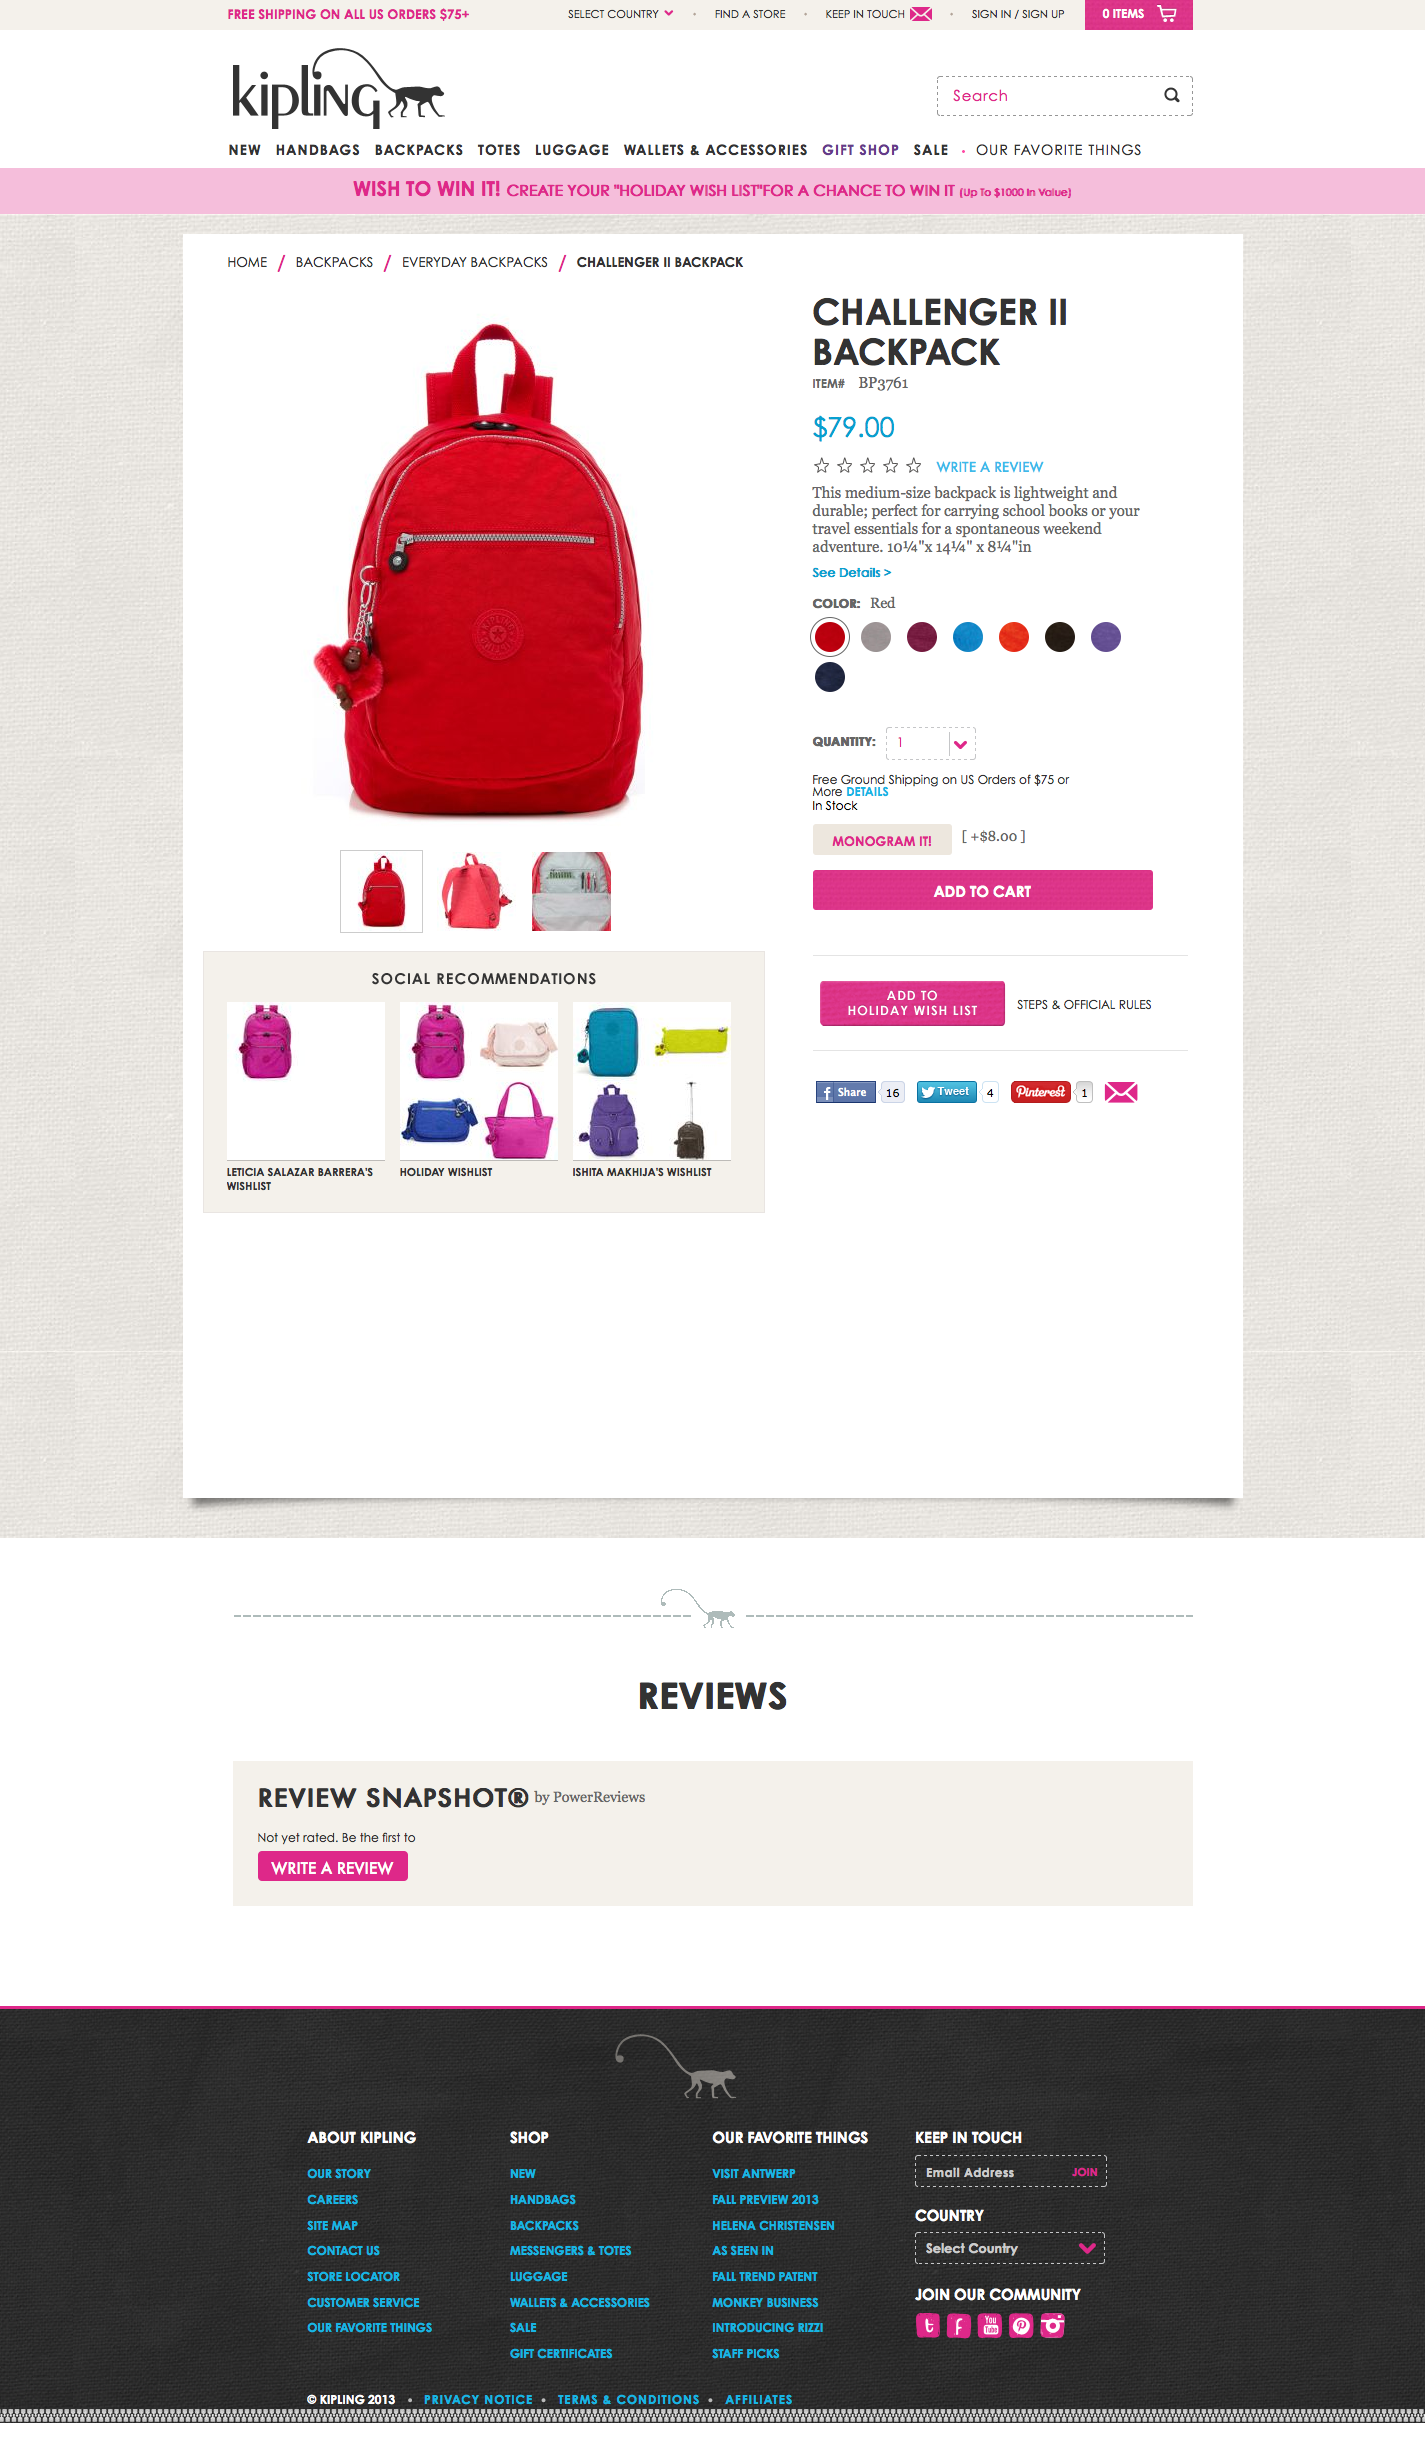 FREE SHIPPING ON ALL US ORDERS $75+
SELECT COUNTRY
FIND A STORE
KEEP IN TOUCH
SIGN IN / SIGN UP
0 ITEMS
kipling
Search
NEW HANDBAGS BACKPACKS TOTES LUGGAGE WALLETS & ACCESSORIES GIFT SHOP SALE • OUR FAVORITE THINGS
WISH TO WIN IT! CREATE YOUR "HOLIDAY WISH LIST"FOR A CHANCE TO WIN IT (Up To $1000 In Value)
HOME / BACKPACKS / EVERYDAY BACKPACKS / CHALLENGER II BACKPACK
CHALLENGER II
BACKPACK
ITEM# BP3761
$79.00
WRITE A REVIEW
This medium-size backpack is lightweight and
durable; perfect for carrying school books or your
travel essentials for a spontaneous weekend
adventure. 10¼"x 14¼" x 8¼"in
See Details >
COLOR: Red
QUANTITY: 1
Free Ground Shipping on US Orders of $75 or
More DETAILS
In Stock
MONOGRAM IT! [ +$8.00 ]
ADD TO CART
ADD TO
HOLIDAY WISH LIST
STEPS & OFFICIAL RULES
Share 16 Tweet 4 Pinterest 1
SOCIAL RECOMMENDATIONS
LETICIA SALAZAR BARRERA'S
WISHLIST
HOLIDAY WISHLIST
ISHITA MAKHIJA'S WISHLIST
REVIEWS
REVIEW SNAPSHOT® by PowerReviews
Not yet rated. Be the first to
WRITE A REVIEW
ABOUT KIPLING
OUR STORY
CAREERS
SITE MAP
CONTACT US
STORE LOCATOR
CUSTOMER SERVICE
OUR FAVORITE THINGS
SHOP
NEW
HANDBAGS
BACKPACKS
MESSENGERS & TOTES
LUGGAGE
WALLETS & ACCESSORIES
SALE
GIFT CERTIFICATES
OUR FAVORITE THINGS
VISIT ANTWERP
FALL PREVIEW 2013
HELENA CHRISTENSEN
AS SEEN IN
FALL TREND PATENT
MONKEY BUSINESS
INTRODUCING RIZZI
STAFF PICKS
KEEP IN TOUCH
Email Address JOIN
COUNTRY
Select Country
JOIN OUR COMMUNITY
You Tube
© KIPLING 2013 • PRIVACY NOTICE • TERMS & CONDITIONS • AFFILIATES